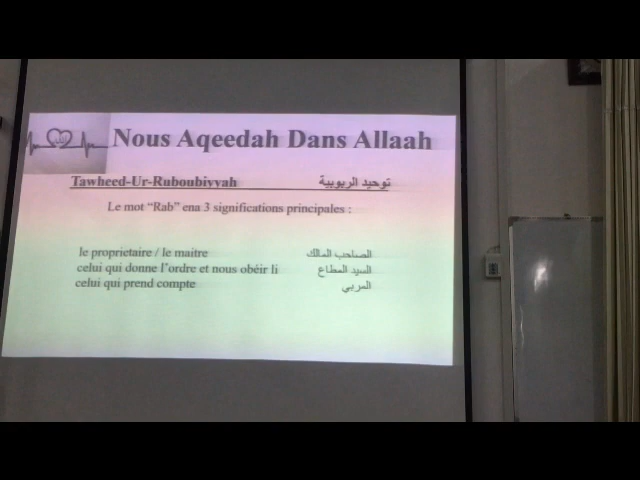 Nous Aqeedah Dans Allaah
Tawheed-Ur-Ruboubiyyah توحيد الربوبية
Le mot “Rab” ena 3 significations principales :
le proprietaire / le maitre الصاحب المالك
celui qui donne l'ordre et nous obéir li السيد المطاع
celui qui prend compte المربي